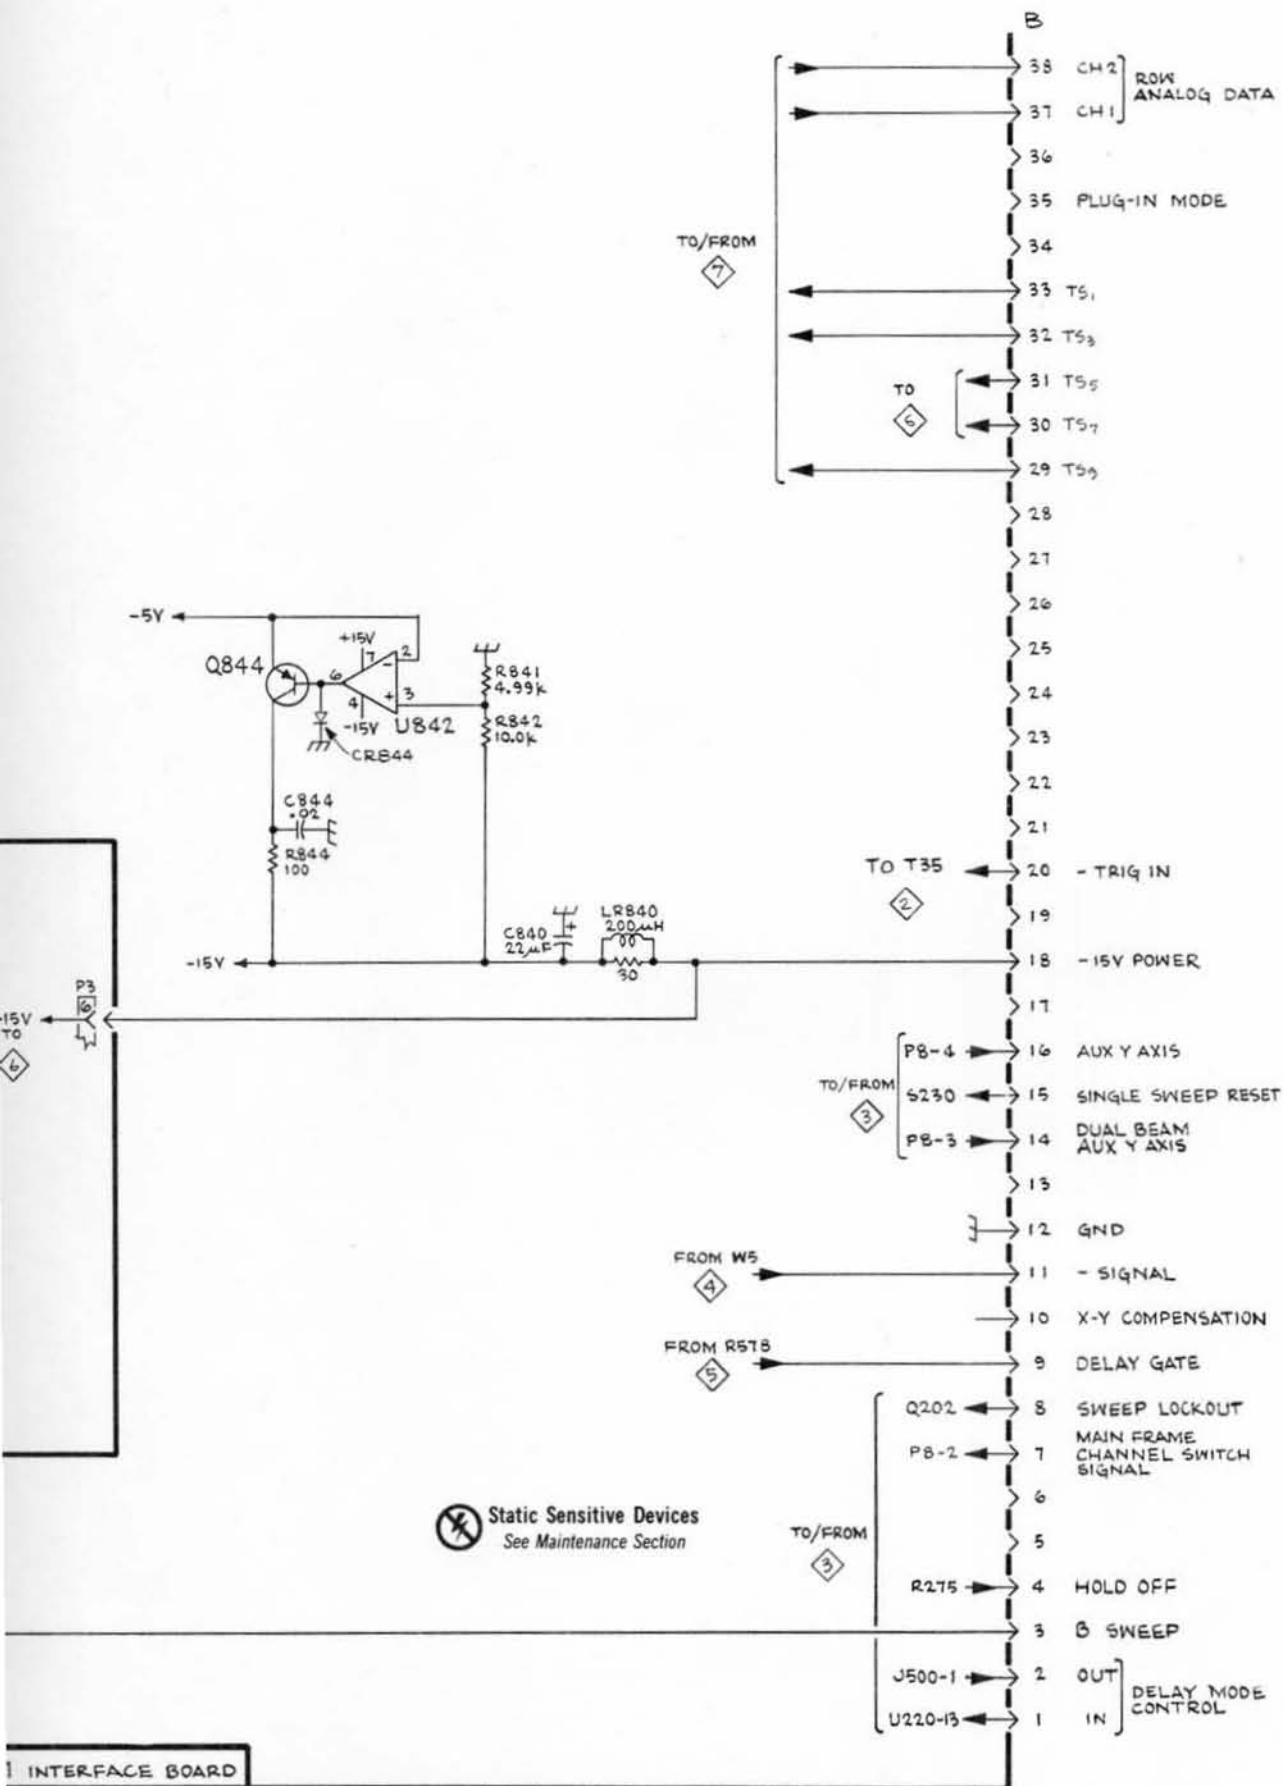 B
38 CH2
ROW
ANALOG DATA
37 CH1
36
35 PLUG-IN MODE
34
TO/FROM
7
33 TS1
32 TS3
TO
6
31 TS5
30 TS7
29 TS9
28
27
26
25
24
23
22
21
-5V
Q844
+15V
7
2
-
6
+
3
4
-15V
U842
CR844
R841
4.99k
R842
10.0k
C844
.02
R844
100
TO T35
2
20 - TRIG IN
19
C840
22µF
+
LR840
200µH
30
-15V
18 -15V POWER
17
P3
6
-15V
TO
6
TO/FROM
3
P8-4
16 AUX Y AXIS
S230
15 SINGLE SWEEP RESET
P8-3
14 DUAL BEAM
AUX Y AXIS
13
12 GND
FROM W5
4
11 - SIGNAL
10 X-Y COMPENSATION
FROM R578
5
9 DELAY GATE
Q202
8 SWEEP LOCKOUT
P8-2
7 MAIN FRAME
CHANNEL SWITCH
SIGNAL
6
5
Static Sensitive Devices
See Maintenance Section
TO/FROM
3
R275
4 HOLD OFF
3 B SWEEP
J500-1
2 OUT
DELAY MODE
CONTROL
U220-13
1 IN
INTERFACE BOARD